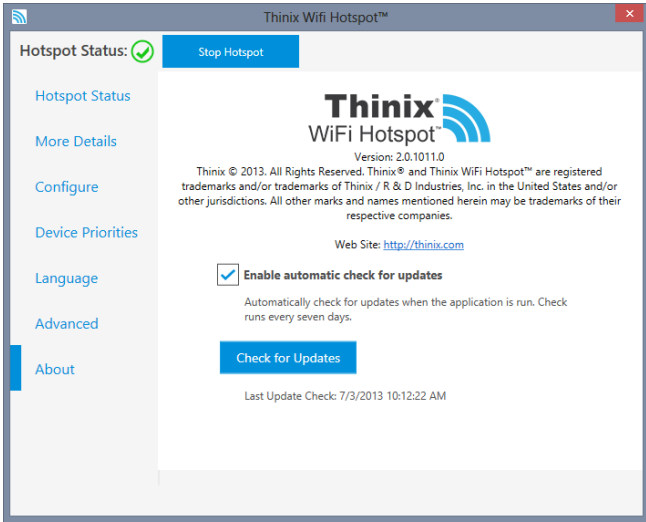 Thinix Wifi Hotspot™
Hotspot Status:
Stop Hotspot
Hotspot Status
More Details
Configure
Device Priorities
Language
Advanced
About
Thinix®
WiFi Hotspot™
Version: 2.0.1011.0
Thinix © 2013. All Rights Reserved. Thinix® and Thinix WiFi Hotspot™ are registered
trademarks and/or trademarks of Thinix / R & D Industries, Inc. in the United States and/or
other jurisdictions. All other marks and names mentioned herein may be trademarks of their
respective companies.
Web Site: http://thinix.com
Enable automatic check for updates
Automatically check for updates when the application is run. Check
runs every seven days.
Check for Updates
Last Update Check: 7/3/2013 10:12:22 AM